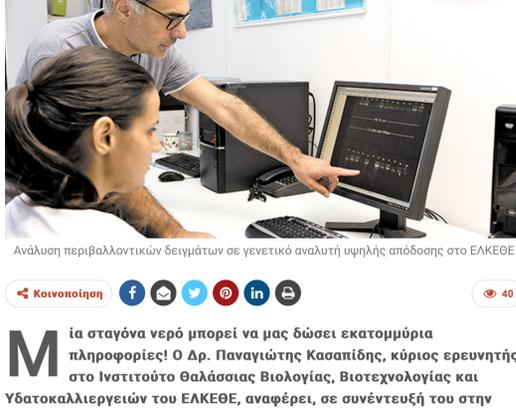 Ανάλυση περιβαλλοντικών δειγμάτων σε γενετικό αναλυτή υψηλής απόδοσης στο ΕΛΚΕΘΕ
Κοινοποίηση
40
Μία σταγόνα νερό μπορεί να μας δώσει εκατομμύρια
πληροφορίες! Ο Δρ. Παναγιώτης Κασαπίδης, κύριος ερευνητής
στο Ινστιτούτο Θαλάσσιας Βιολογίας, Βιοτεχνολογίας και
Υδατοκαλλιεργειών του ΕΛΚΕΘΕ, αναφέρει, σε συνέντευξή του στην